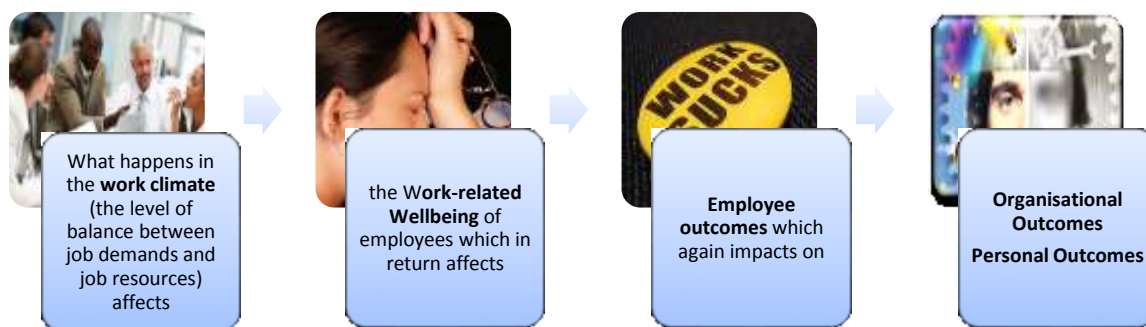 What happens in
the work climate
(the level of
balance between
job demands and
job resources)
affects
the Work-related
Wellbeing of
employees which in
return affects
WORK
SUCKS
Employee
outcomes which
again impacts on
Organisational
Outcomes
Personal Outcomes